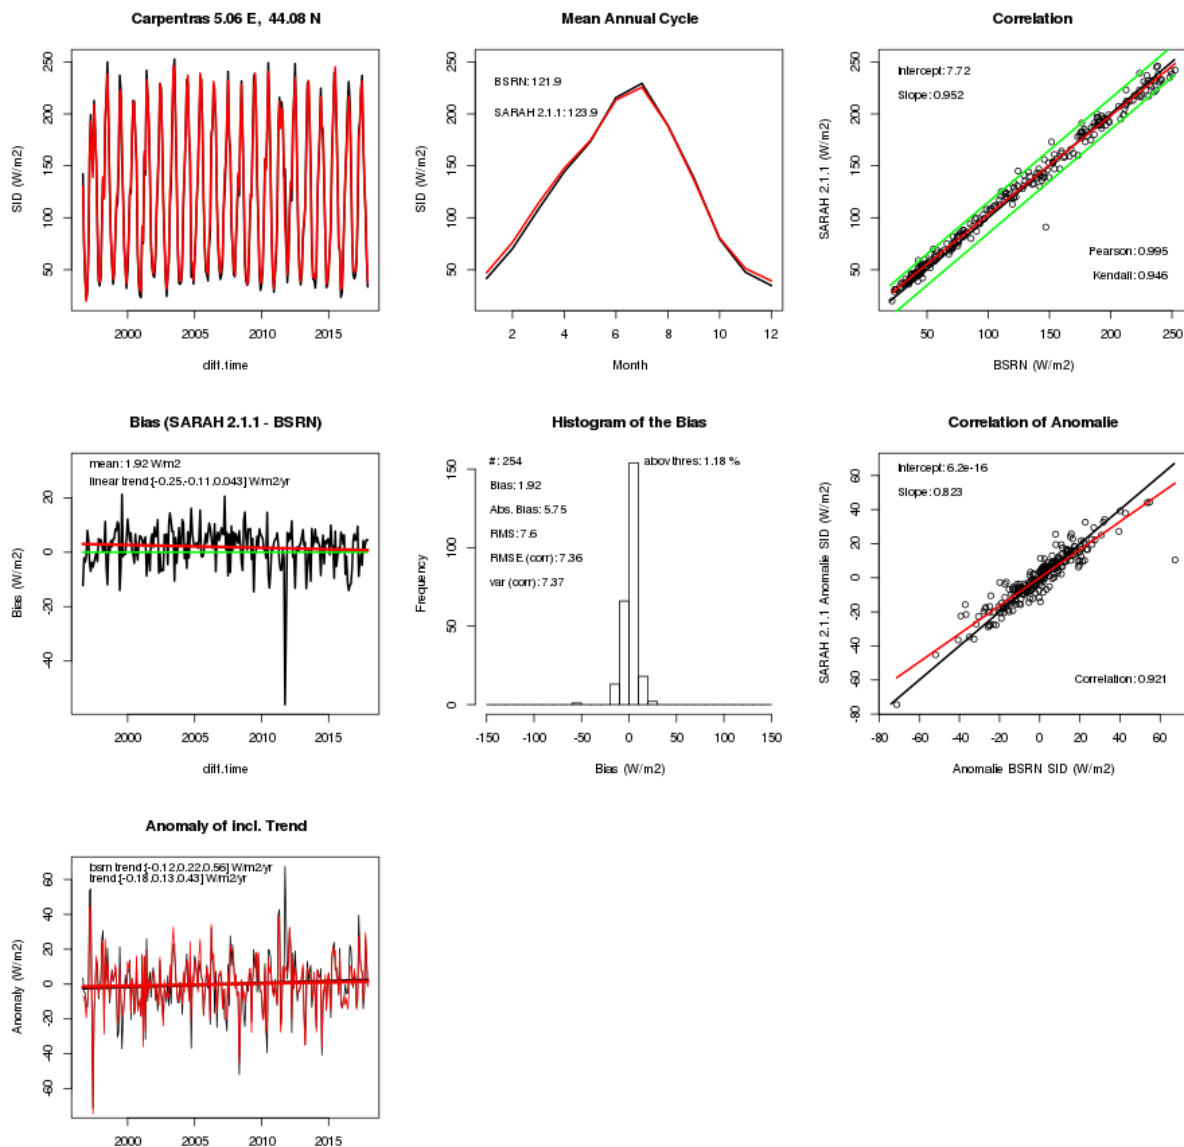 Carpentras 5.06 E, 44.08 N
SID (W/m2)
250
200
150
100
50
2000
2005
2010
2015
diff.time
Mean Annual Cycle
BSRN: 121.9
SARAH 2.1.1: 123.9
SID (W/m2)
250
200
150
100
50
2
4
6
8
10
12
Month
Correlation
Intercept: 7.72
Slope: 0.952
Pearson: 0.995
Kendall: 0.946
SARAH 2.1.1 (W/m2)
250
200
150
100
50
50
100
150
200
250
BSRN (W/m2)
Bias (SARAH 2.1.1 - BSRN)
mean: 1.92 W/m2
linear trend:[-0.25,-0.11,0.043] W/m2/yr
Bias (W/m2)
20
0
-20
-40
2000
2005
2010
2015
diff.time
Histogram of the Bias
#: 254
abovthres: 1.18 %
Bias: 1.92
Abs. Bias: 5.75
RMS: 7.6
RMSE (corr): 7.36
var (corr): 7.37
Frequency
150
100
50
0
-150
-100
-50
0
50
100
150
Bias (W/m2)
Correlation of Anomalie
Intercept: 6.2e-16
Slope: 0.823
Correlation: 0.921
SARAH 2.1.1 Anomalie SID (W/m2)
60
40
20
0
-20
-40
-60
-80
-80
-60
-40
-20
0
20
40
60
Anomalie BSRN SID (W/m2)
Anomaly of incl. Trend
bsrn trend:[-0.12,0.22,0.56] W/m2/yr
trend:[-0.18,0.13,0.43] W/m2/yr
Anomaly (W/m2)
60
40
20
0
-20
-40
-60
2000
2005
2010
2015